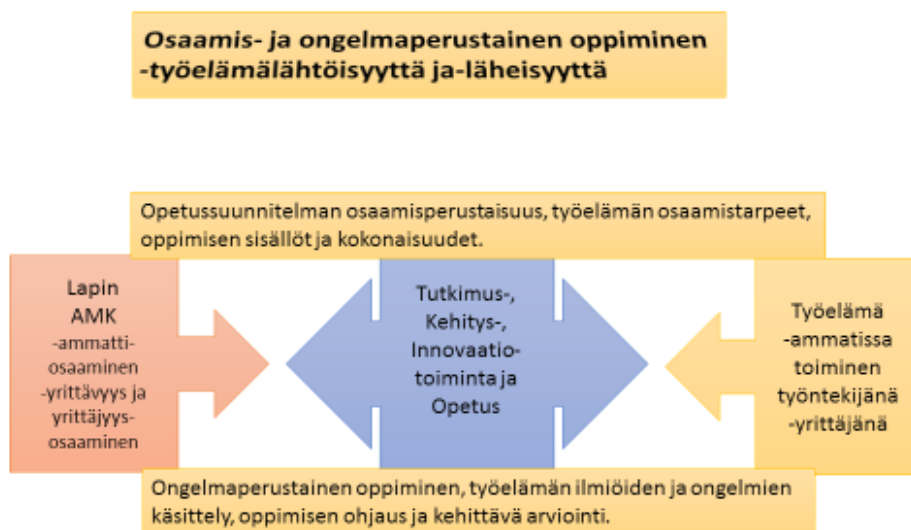 Osaamis- ja ongelmaperustainen oppiminen
-työelämälähtöisyyttä ja-läheisyyttä
Opetussuunnitelman osaamisperustaisuus, työelämän osaamistarpeet,
oppimisen sisällöt ja kokonaisuudet.
Lapin
AMK
-ammatti-
osaaminen
-yrittävyys ja
yrittäjyys-
osaaminen
Tutkimus-,
Kehitys-,
Innovaatio-
toiminta ja
Opetus
Työelämä
-ammatissa
toiminen
työntekijänä
-yrittäjänä
Ongelmaperustainen oppiminen, työelämän ilmiöiden ja ongelmien
käsittely, oppimisen ohjaus ja kehittävä arviointi.